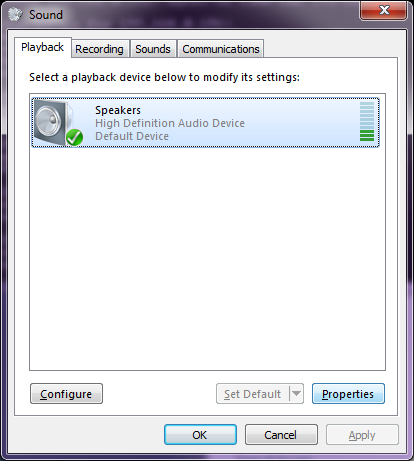 Sound
Playback Recording Sounds Communications
Select a playback device below to modify its settings:
Speakers
High Definition Audio Device
Default Device
Configure Set Default Properties
OK Cancel Apply